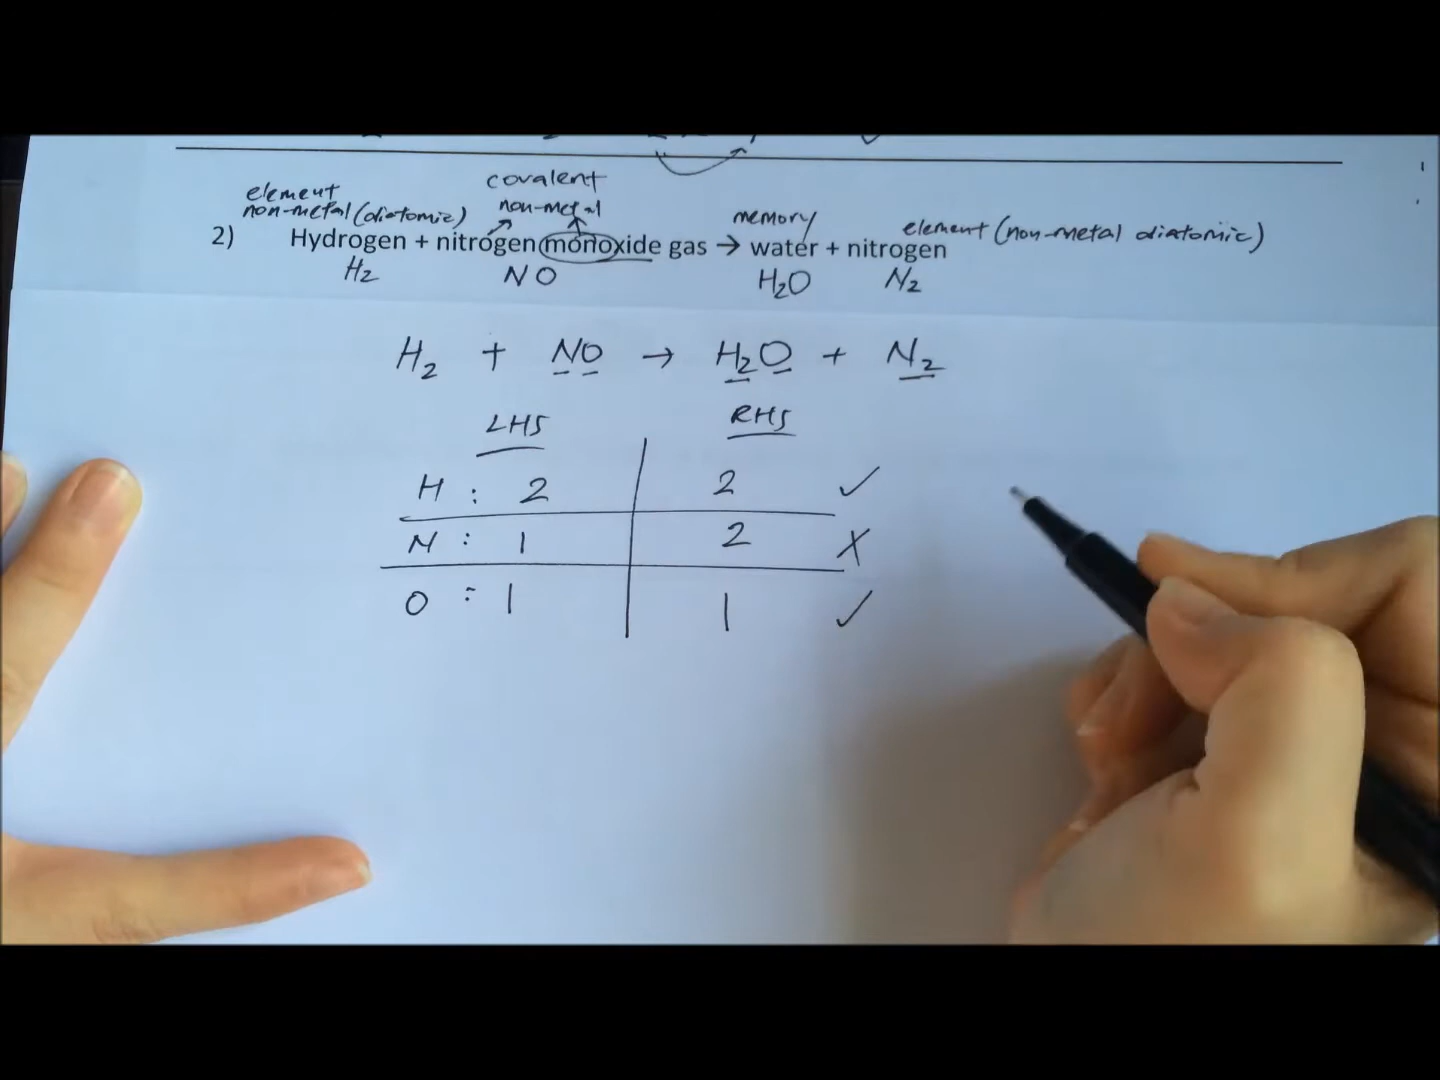 element
non-metal (diatomic)
covalent
non-metal
memory
element (non-metal diatomic)
2) Hydrogen + nitrogen monoxide gas → water + nitrogen
H₂ NO H₂O N₂
H₂ + NO → H₂O + N₂
LHS RHS
H : 2 2 ✓
N : 1 2 X
O : 1 1 ✓